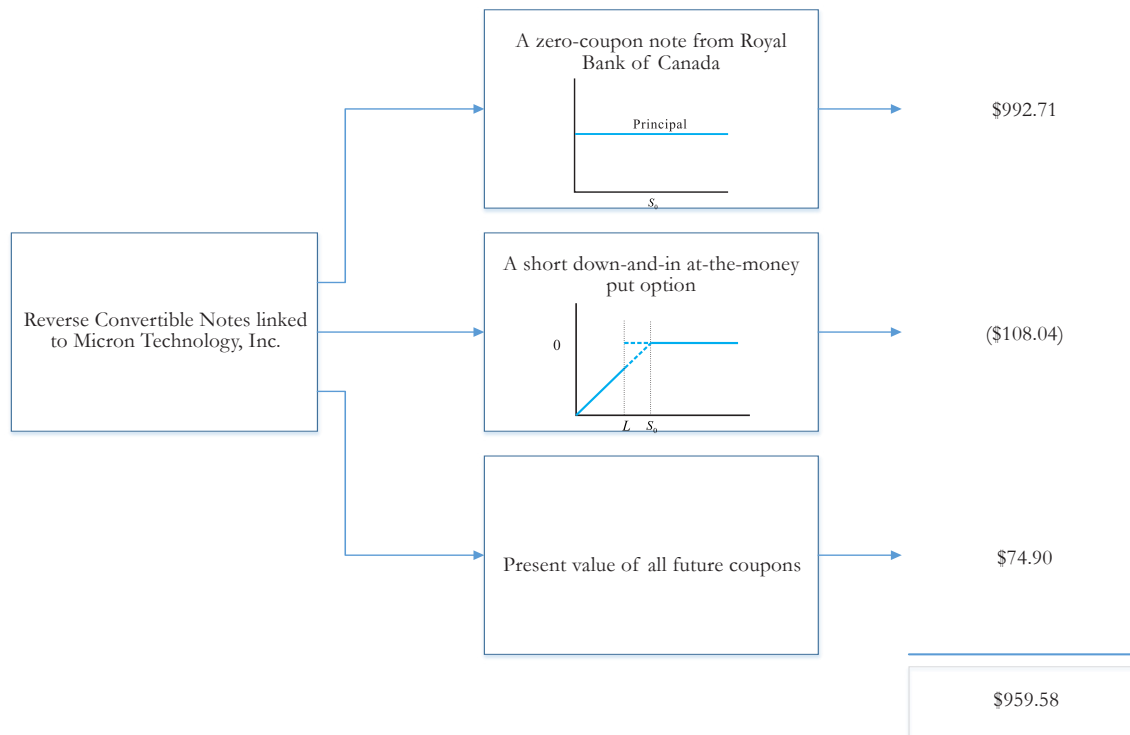 A zero-coupon note from Royal
Bank of Canada
Principal
S₀
$992.71
Reverse Convertible Notes linked
to Micron Technology, Inc.
A short down-and-in at-the-money
put option
0
L S₀
($108.04)
Present value of all future coupons
$74.90
$959.58